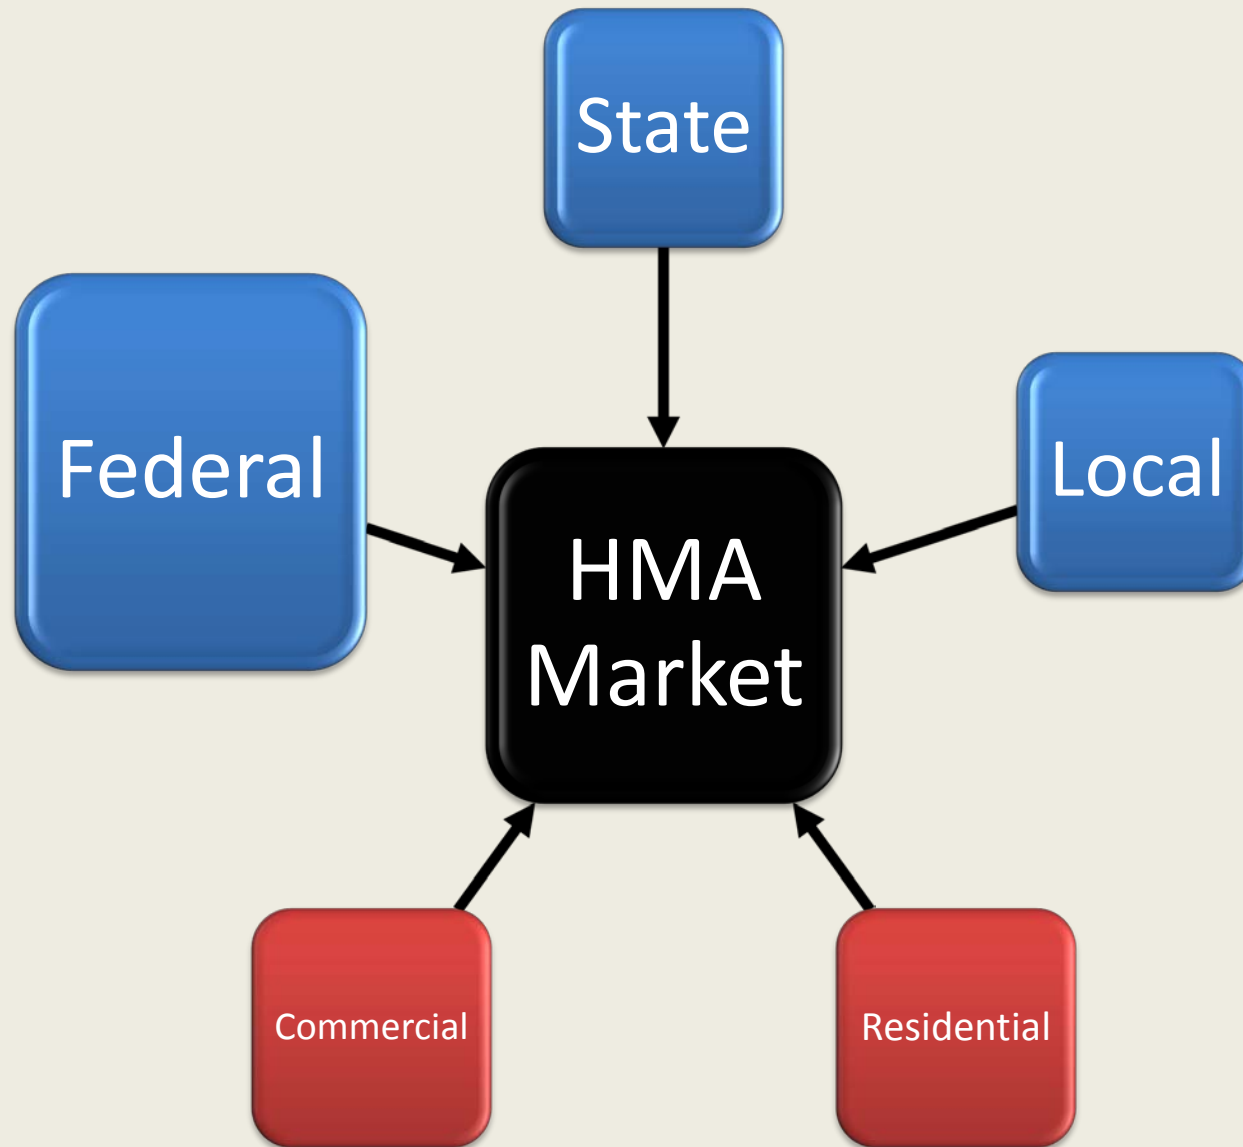 State
Federal
Local
HMA
Market
Commercial
Residential